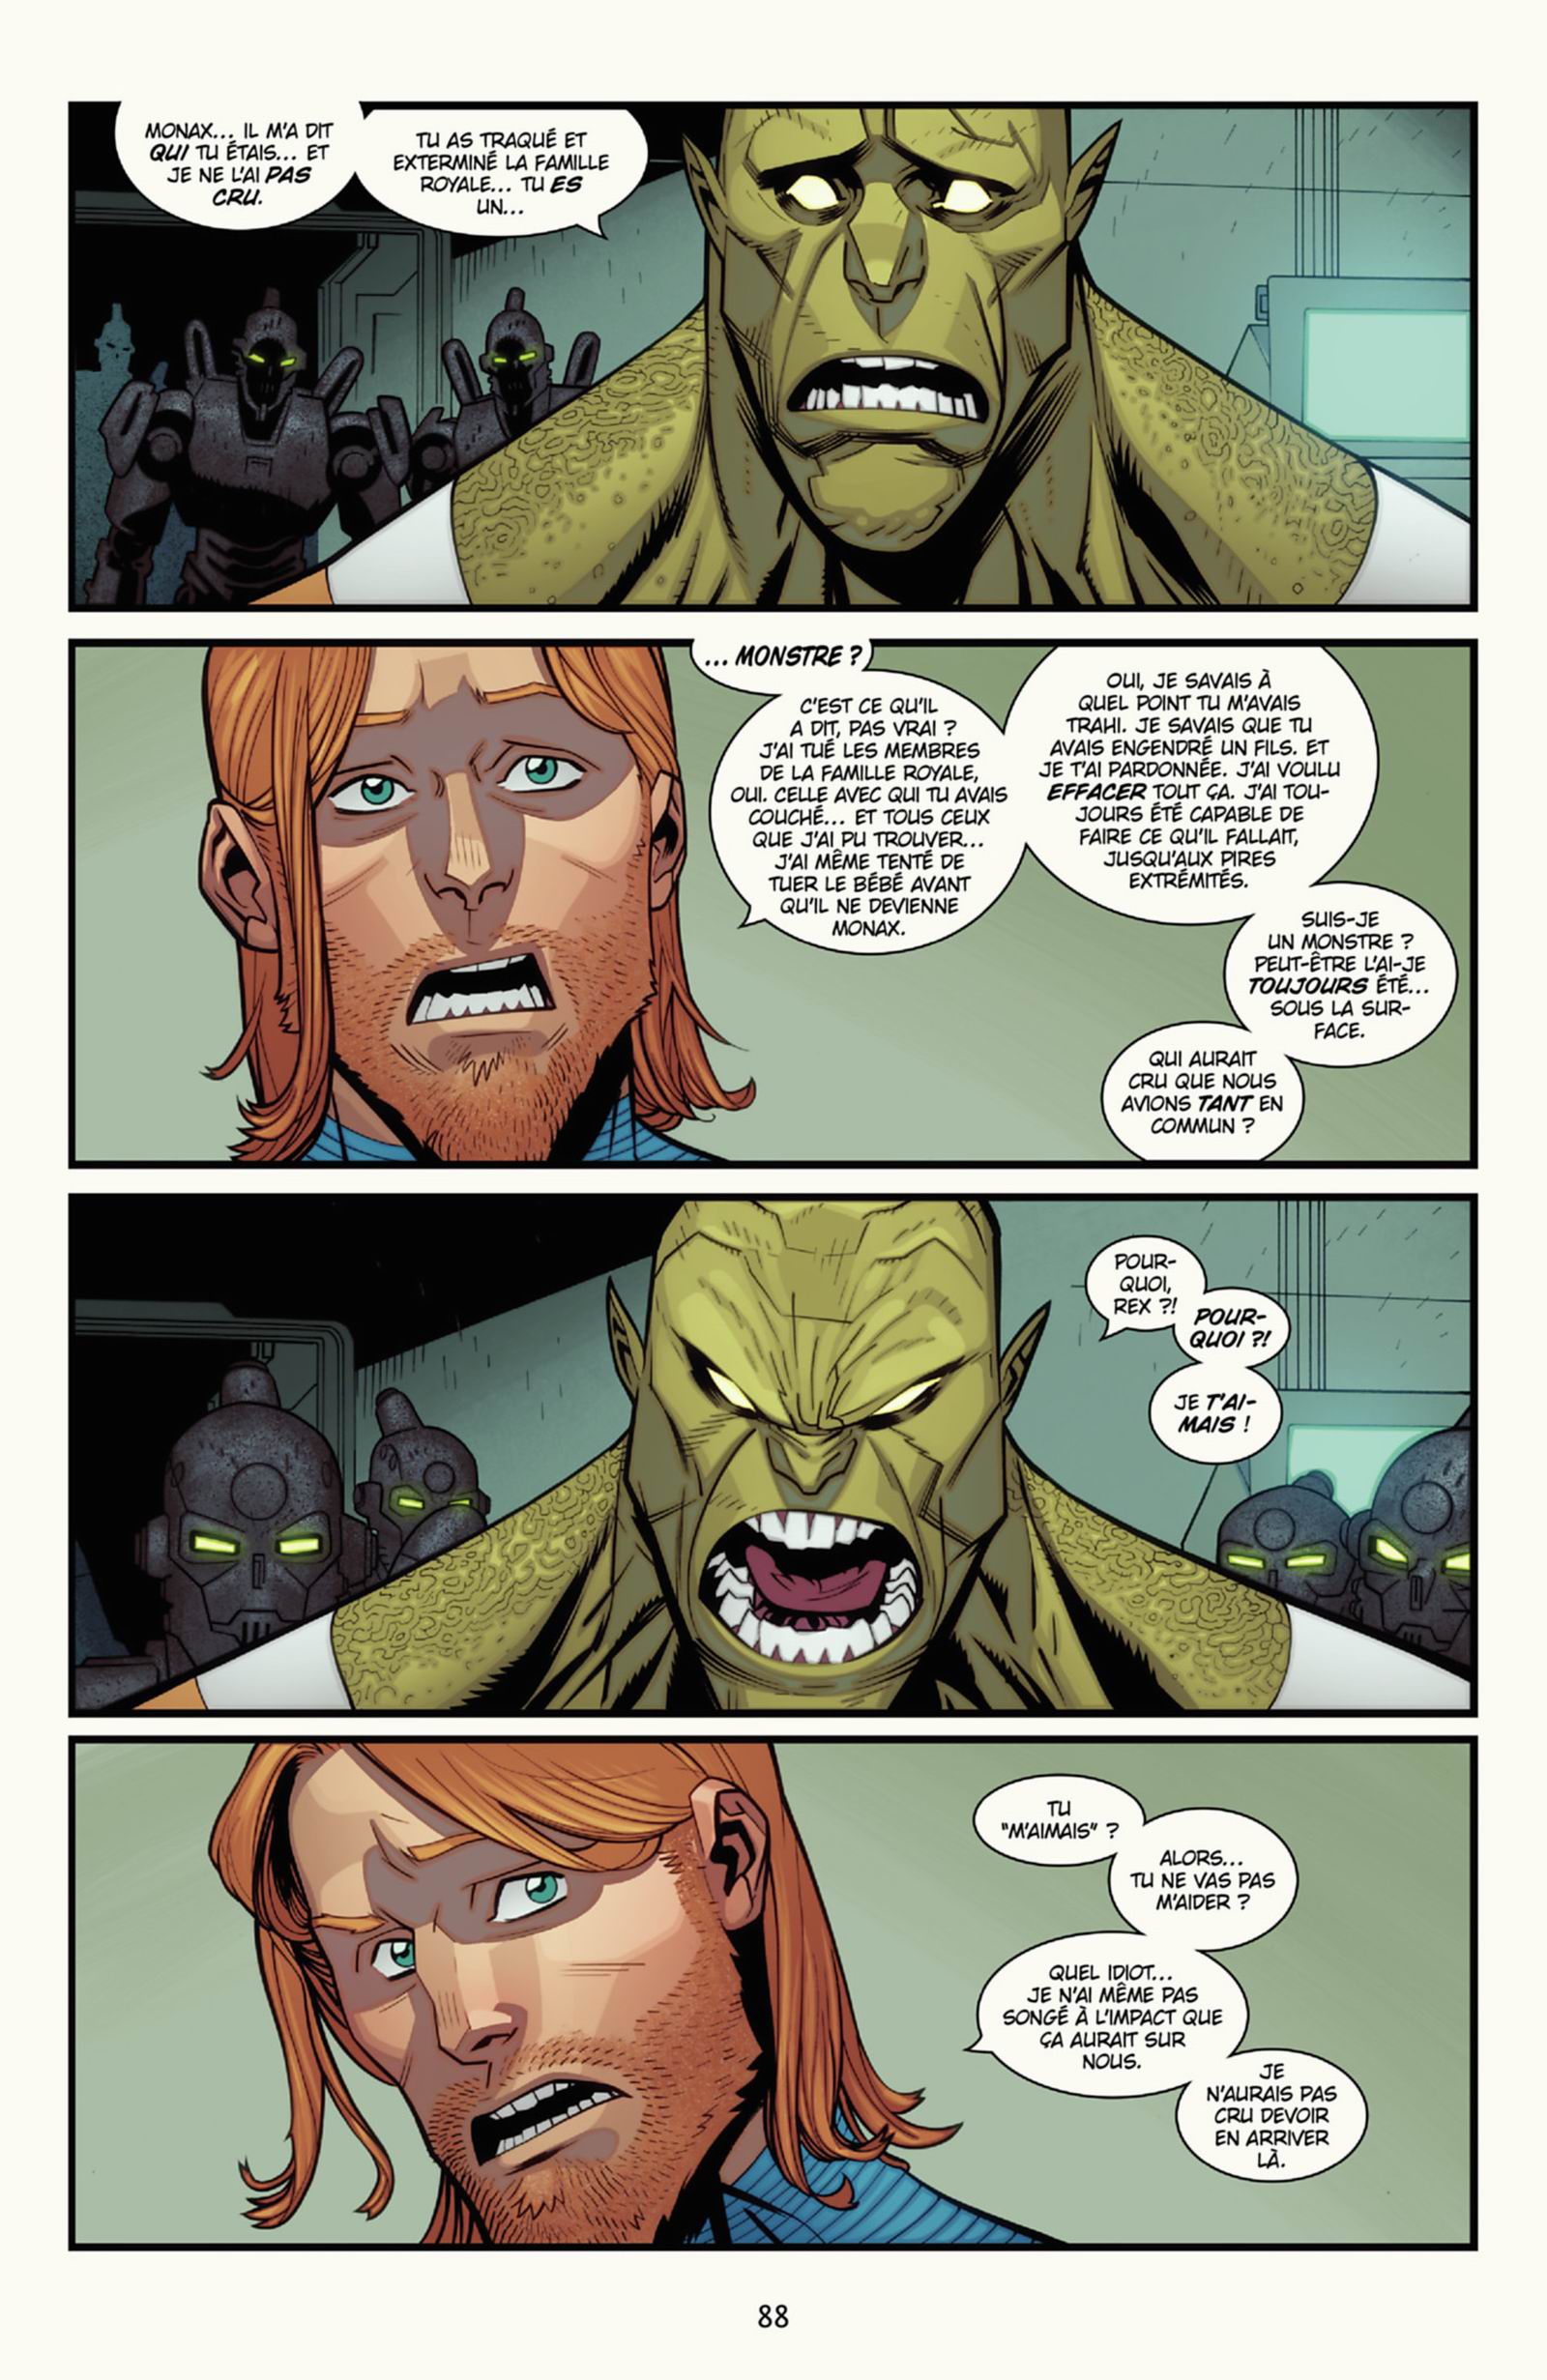 MONAX... IL M'A DIT
QUI TU ÉTAIS... ET
JE NE L'AI PAS
CRU.
TU AS TRAQUÉ ET
EXTERMINÉ LA FAMILLE
ROYALE... TU ES
UN...
... MONSTRE ?
C'EST CE QU'IL
A DIT, PAS VRAI ?
J'AI TUÉ LES MEMBRES
DE LA FAMILLE ROYALE,
OUI. CELLE AVEC QUI TU AVAIS
COUCHÉ... ET TOUS CEUX
QUE J'AI PU TROUVER...
J'AI MÊME TENTÉ DE
TUER LE BÉBÉ AVANT
QU'IL NE DEVIENNE
MONAX.
OUI, JE SAVAIS À
QUEL POINT TU M'AVAIS
TRAHI. JE SAVAIS QUE TU
AVAIS ENGENDRÉ UN FILS. ET
JE T'AI PARDONNÉE. J'AI VOULU
EFFACER TOUT ÇA. J'AI TOU-
JOURS ÉTÉ CAPABLE DE
FAIRE CE QU'IL FALLAIT,
JUSQU'AUX PIRES
EXTRÉMITÉS.
SUIS-JE
UN MONSTRE ?
PEUT-ÊTRE L'AI-JE
TOUJOURS ÉTÉ...
SOUS LA SUR-
FACE.
QUI AURAIT
CRU QUE NOUS
AVIONS TANT EN
COMMUN ?
POUR-
QUOI,
REX ?!
POUR-
QUOI ?!
JE T'AI-
MAIS !
TU
"M'AIMAIS" ?
ALORS...
TU NE VAS PAS
M'AIDER ?
QUEL IDIOT...
JE N'AI MÊME PAS
SONGÉ À L'IMPACT QUE
ÇA AURAIT SUR
NOUS.
JE
N'AURAIS PAS
CRU DEVOIR
EN ARRIVER
LÀ.
88